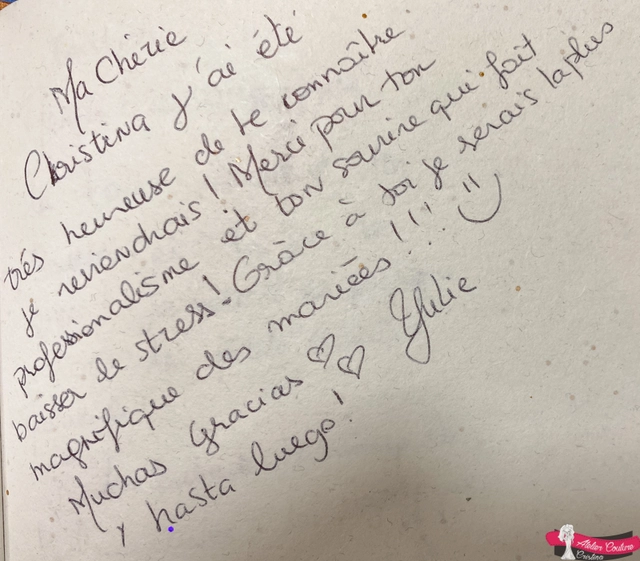 Ma Chérie
Christina J'ai été
très heureuse de te connaître
je reviendrais ! Merci pour ton
professionalisme et ton sourire qui fait
baisser le stress ! Grâce à toi je serais la plus
magnifique des mariées !!!
Muchas Gracias Yulie
y hasta luego !
Atelier Couture
Cristina